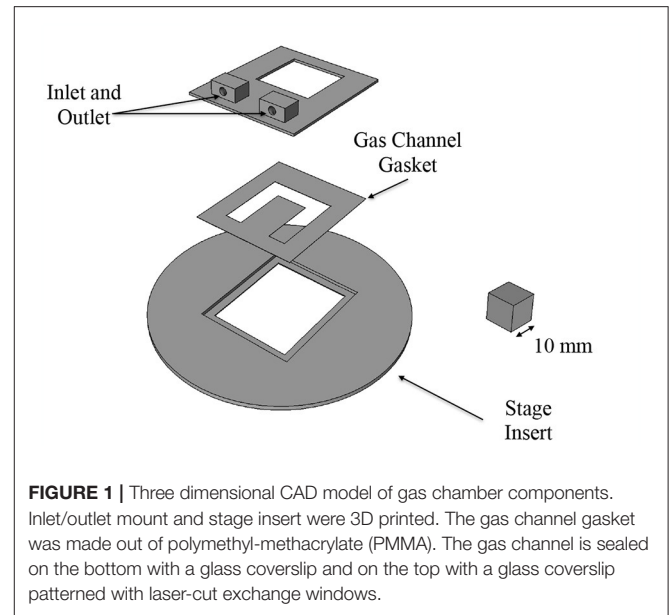 Inlet and
Outlet
Gas Channel
Gasket
10 mm
Stage
Insert
FIGURE 1 | Three dimensional CAD model of gas chamber components.
Inlet/outlet mount and stage insert were 3D printed. The gas channel gasket
was made out of polymethyl-methacrylate (PMMA). The gas channel is sealed
on the bottom with a glass coverslip and on the top with a glass coverslip
patterned with laser-cut exchange windows.